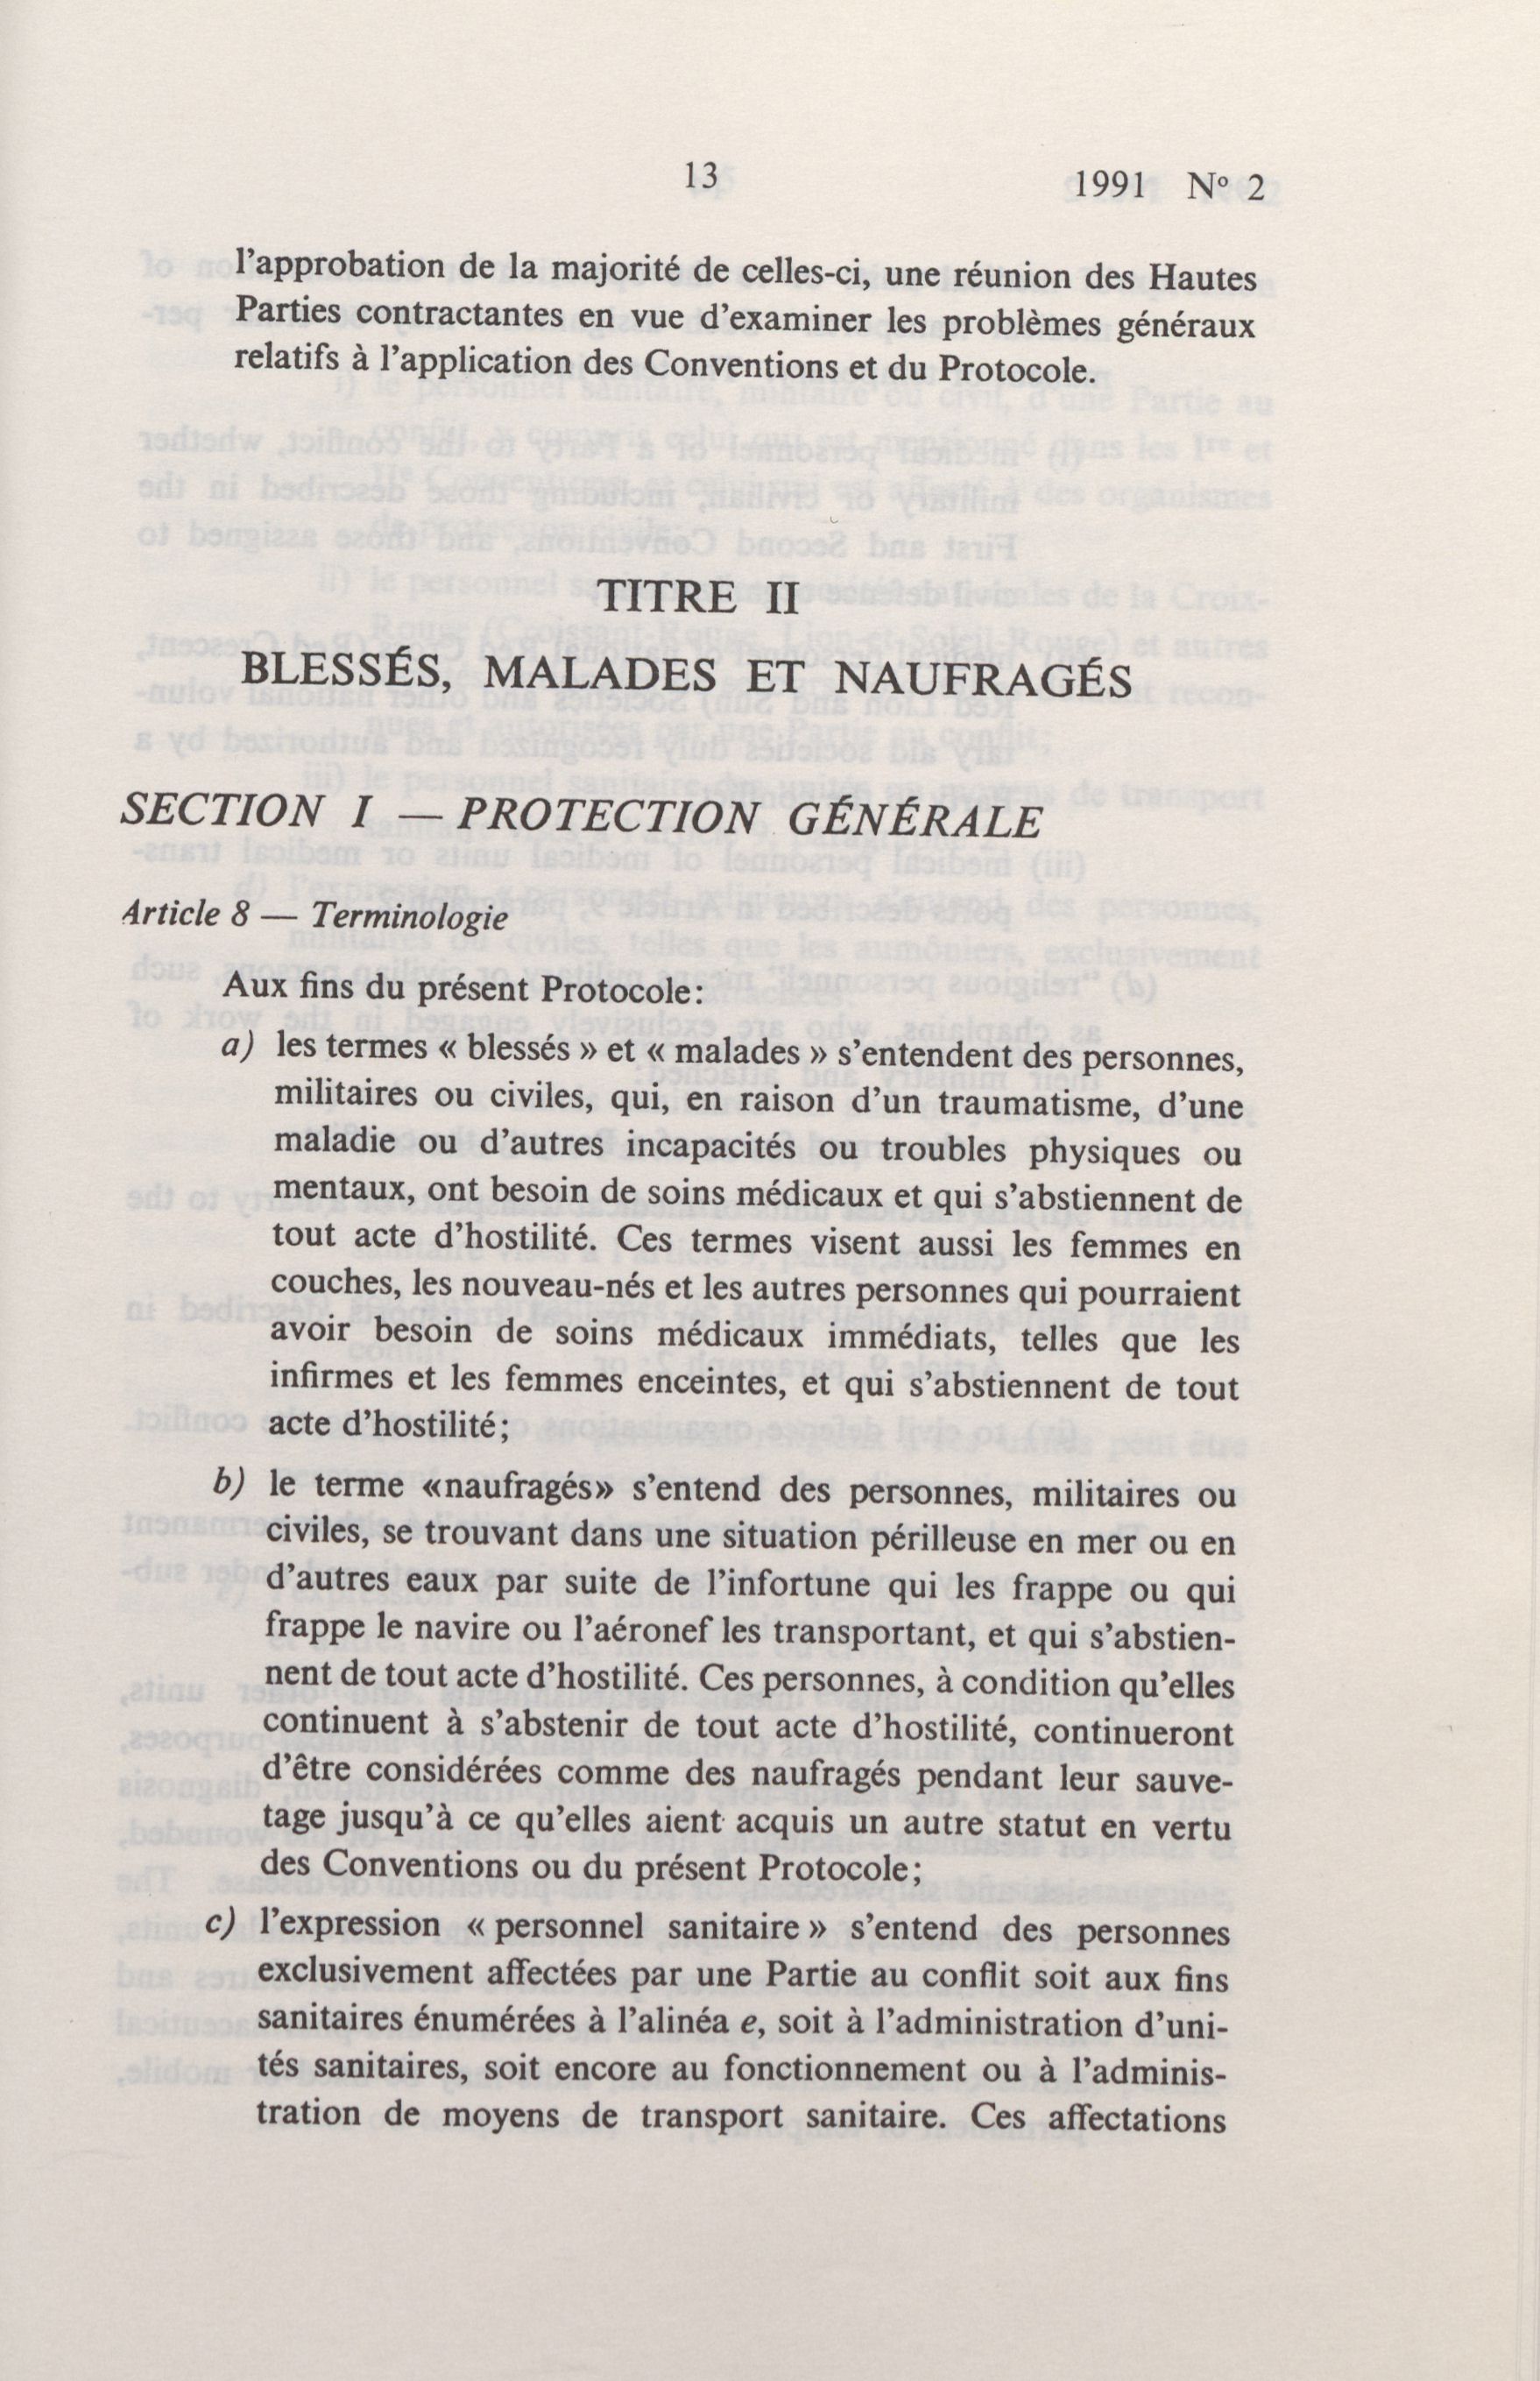 13
1991 Nº 2
l’approbation de la majorité de celles-ci, une réunion des Hautes
Parties contractantes en vue d’examiner les problèmes généraux
relatifs à l’application des Conventions et du Protocole.
TITRE II
BLESSÉS, MALADES ET NAUFRAGÉS
SECTION I — PROTECTION GÉNÉRALE
Article 8 — Terminologie
Aux fins du présent Protocole:
a) les termes « blessés » et « malades » s’entendent des personnes,
militaires ou civiles, qui, en raison d’un traumatisme, d’une
maladie ou d’autres incapacités ou troubles physiques ou
mentaux, ont besoin de soins médicaux et qui s’abstiennent de
tout acte d’hostilité. Ces termes visent aussi les femmes en
couches, les nouveau-nés et les autres personnes qui pourraient
avoir besoin de soins médicaux immédiats, telles que les
infirmes et les femmes enceintes, et qui s’abstiennent de tout
acte d’hostilité;
b) le terme «naufragés» s’entend des personnes, militaires ou
civiles, se trouvant dans une situation périlleuse en mer ou en
d’autres eaux par suite de l’infortune qui les frappe ou qui
frappe le navire ou l’aéronef les transportant, et qui s’abstien-
nent de tout acte d’hostilité. Ces personnes, à condition qu’elles
continuent à s’abstenir de tout acte d’hostilité, continueront
d’être considérées comme des naufragés pendant leur sauve-
tage jusqu’à ce qu’elles aient acquis un autre statut en vertu
des Conventions ou du présent Protocole;
c) l’expression « personnel sanitaire » s’entend des personnes
exclusivement affectées par une Partie au conflit soit aux fins
sanitaires énumérées à l’alinéa e, soit à l’administration d’uni-
tés sanitaires, soit encore au fonctionnement ou à l’adminis-
tration de moyens de transport sanitaire. Ces affectations